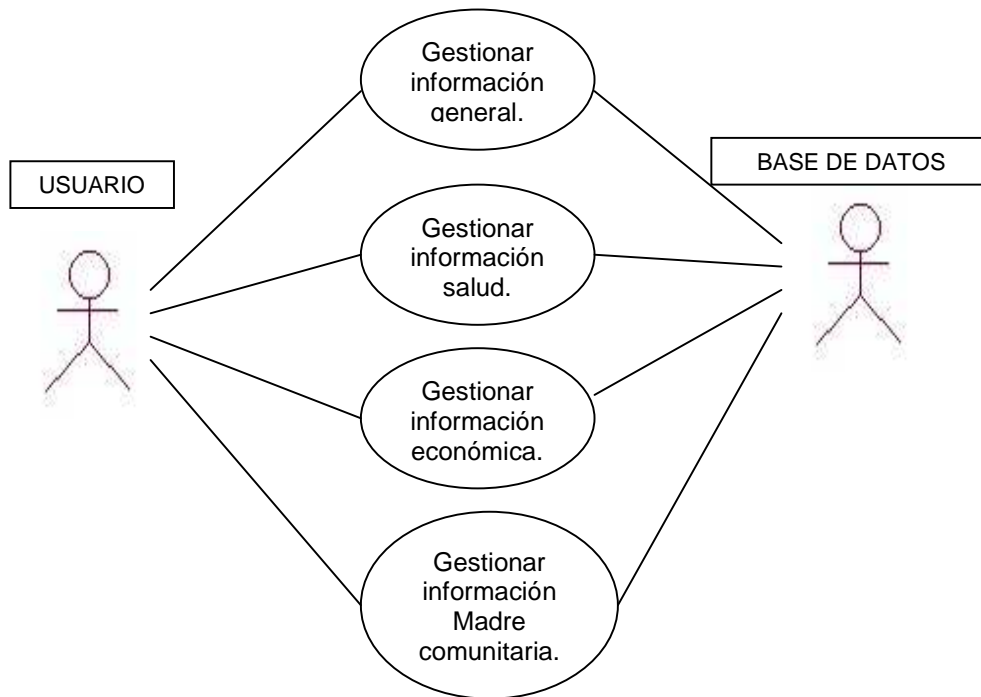 Gestionar
información
general.
USUARIO
BASE DE DATOS
Gestionar
información
salud.
Gestionar
información
económica.
Gestionar
información
Madre
comunitaria.